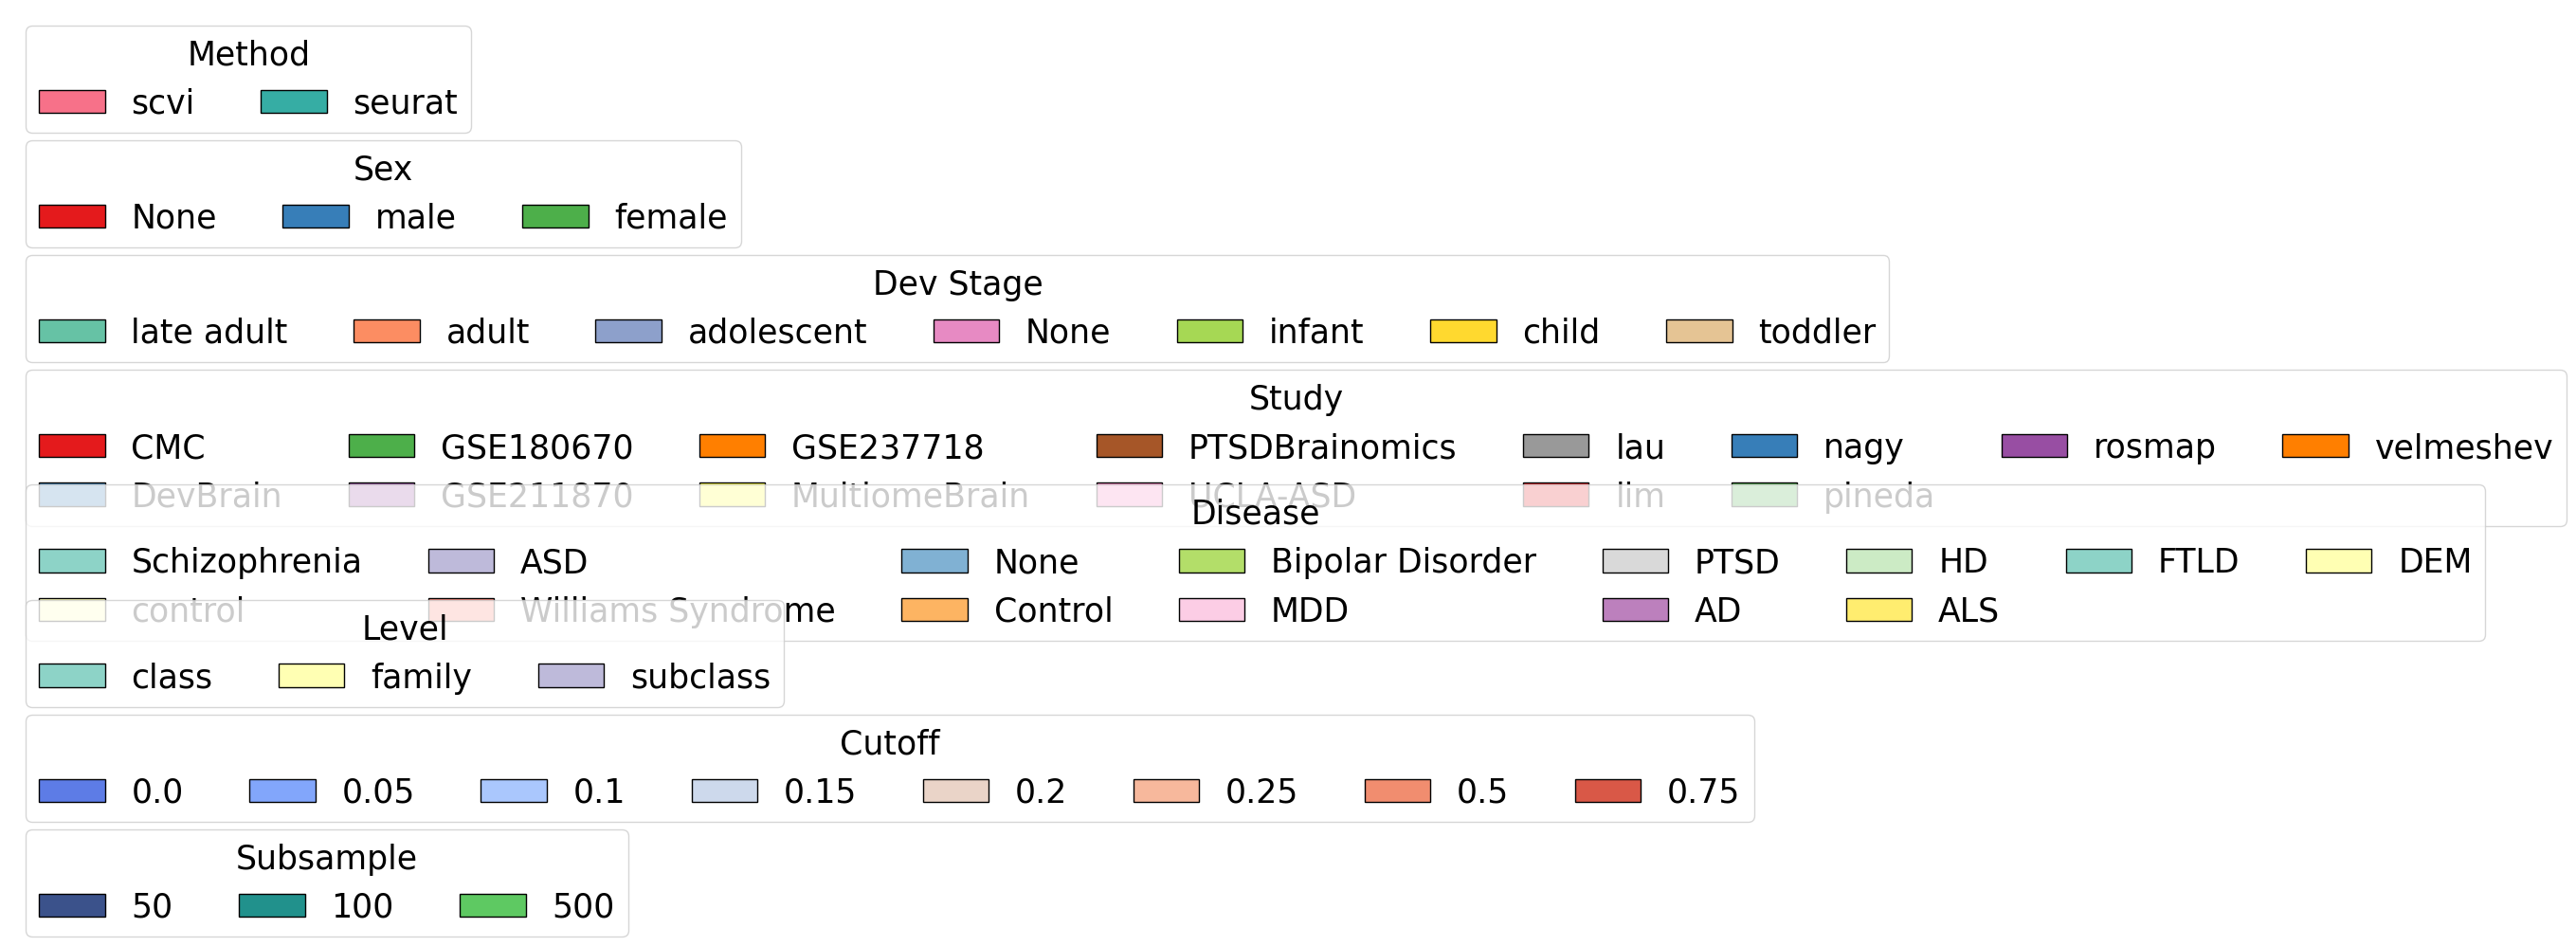 Method
scvi seurat
Sex
None male female
Dev Stage
late adult adult adolescent None infant child toddler
Study
CMC GSE180670 GSE237718 PTSDBrainomics lau nagy rosmap velmeshev
DevBrain GSE211870 MultiomeBrain UCLA-ASD lim pineda
Disease
Schizophrenia ASD None Bipolar Disorder PTSD HD FTLD DEM
control Williams Syndrome Control MDD AD ALS
Level
class family subclass
Cutoff
0.0 0.05 0.1 0.15 0.2 0.25 0.5 0.75
Subsample
50 100 500